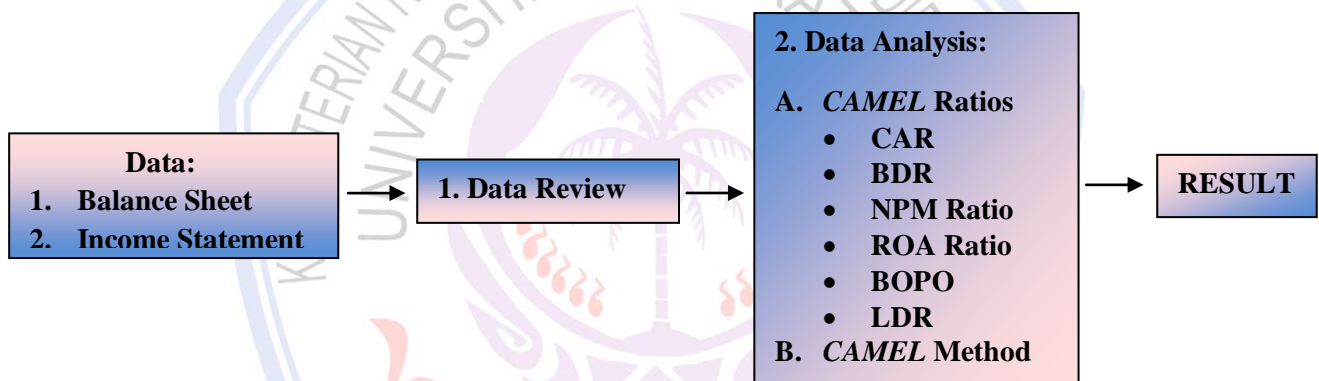 Data:
1. Balance Sheet
2. Income Statement
1. Data Review
2. Data Analysis:
A. CAMEL Ratios
• CAR
• BDR
• NPM Ratio
• ROA Ratio
• BOPO
• LDR
B. CAMEL Method
RESULT